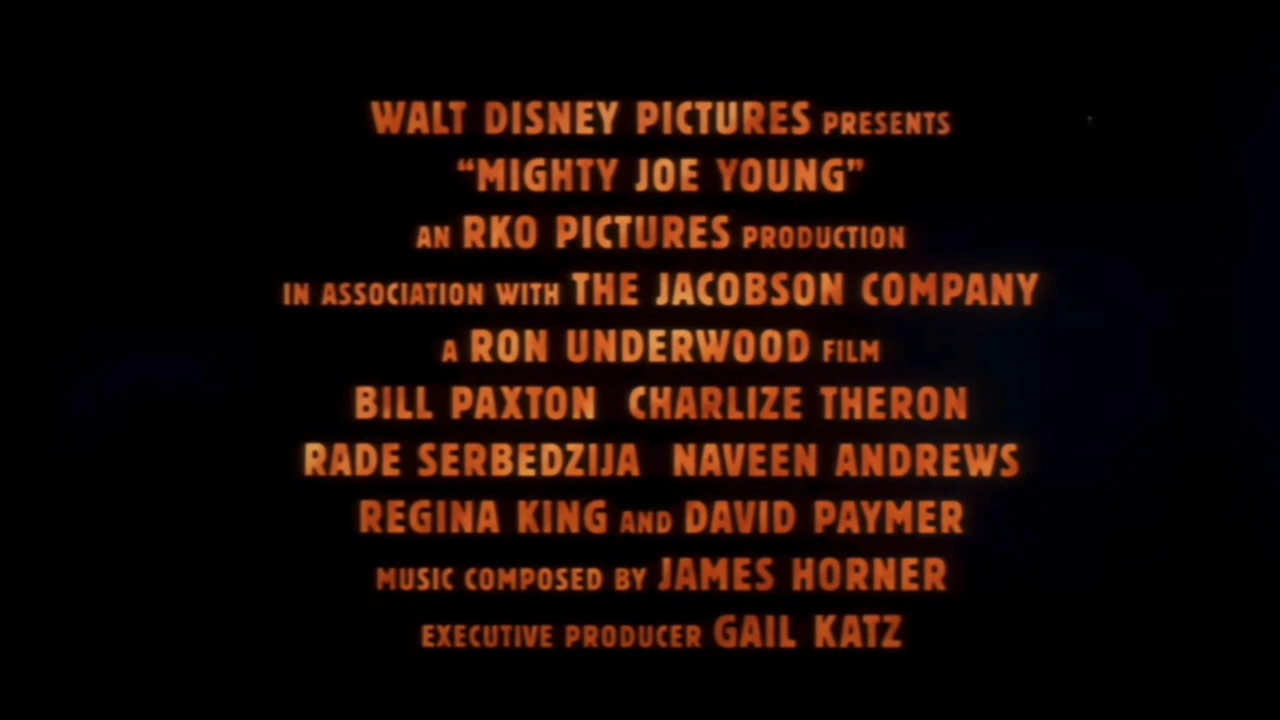 WALT DISNEY PICTURES PRESENTS
“MIGHTY JOE YOUNG”
AN RKO PICTURES PRODUCTION
IN ASSOCIATION WITH THE JACOBSON COMPANY
A RON UNDERWOOD FILM
BILL PAXTON CHARLIZE THERON
RADE SERBEDZIJA NAVEEN ANDREWS
REGINA KING AND DAVID PAYMER
MUSIC COMPOSED BY JAMES HORNER
EXECUTIVE PRODUCER GAIL KATZ